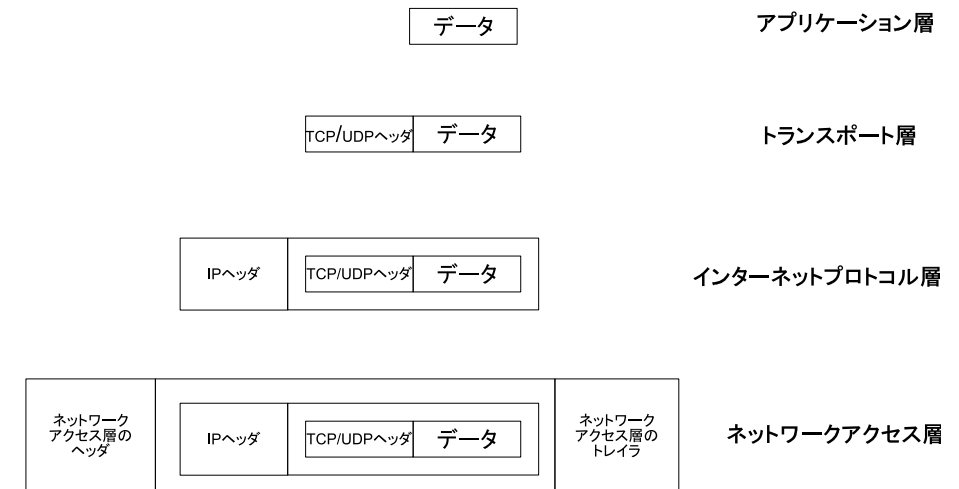 データ アプリケーション層
TCP/UDPヘッダ データ トランスポート層
IPヘッダ TCP/UDPヘッダ データ インターネットプロトコル層
ネットワーク
アクセス層の
ヘッダ
IPヘッダ TCP/UDPヘッダ データ
ネットワーク
アクセス層の
トレイラ
ネットワークアクセス層